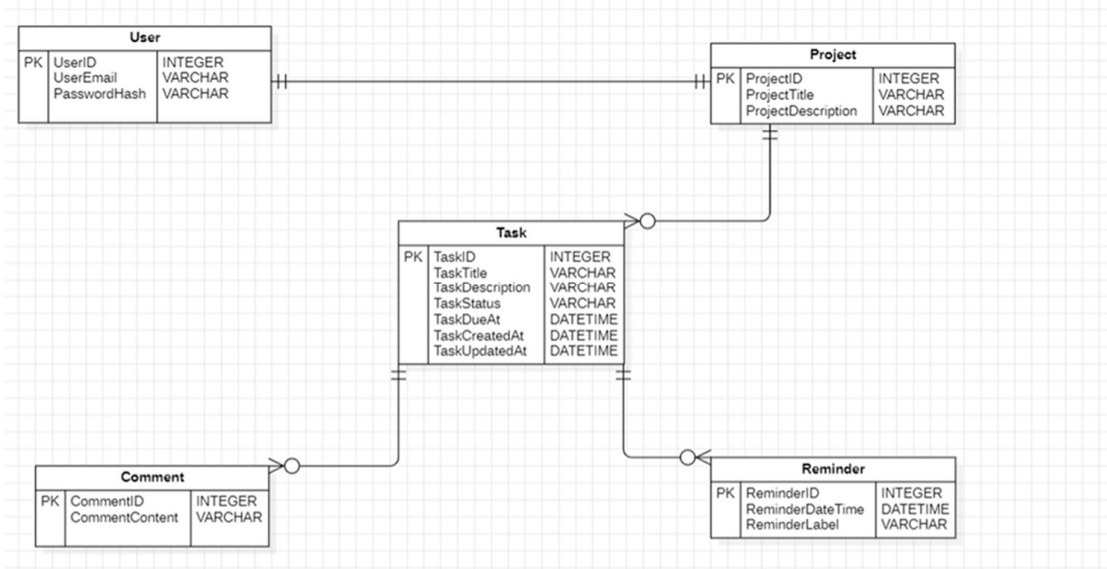 User
PK UserID INTEGER
UserEmail VARCHAR
PasswordHash VARCHAR
Project
PK ProjectID INTEGER
ProjectTitle VARCHAR
ProjectDescription VARCHAR
Task
PK TaskID INTEGER
TaskTitle VARCHAR
TaskDescription VARCHAR
TaskStatus VARCHAR
TaskDueAt DATETIME
TaskCreatedAt DATETIME
TaskUpdatedAt DATETIME
Comment
PK CommentID INTEGER
CommentContent VARCHAR
Reminder
PK ReminderID INTEGER
ReminderDateTime DATETIME
ReminderLabel VARCHAR